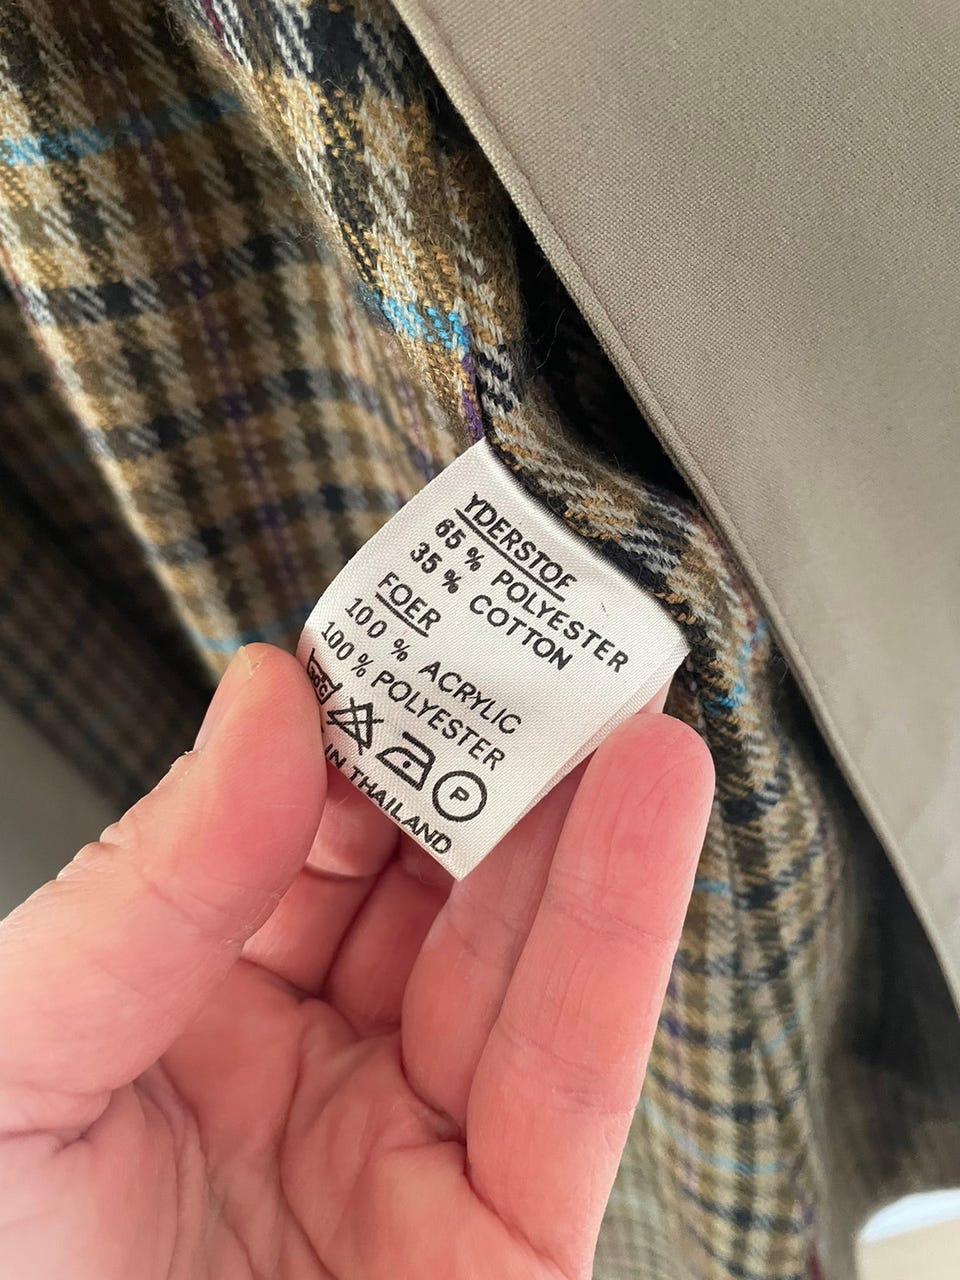 YDERSTOF
65 % POLYESTER
35 % COTTON
FOER
100 % ACRYLIC
100 % POLYESTER
P
IN THAILAND